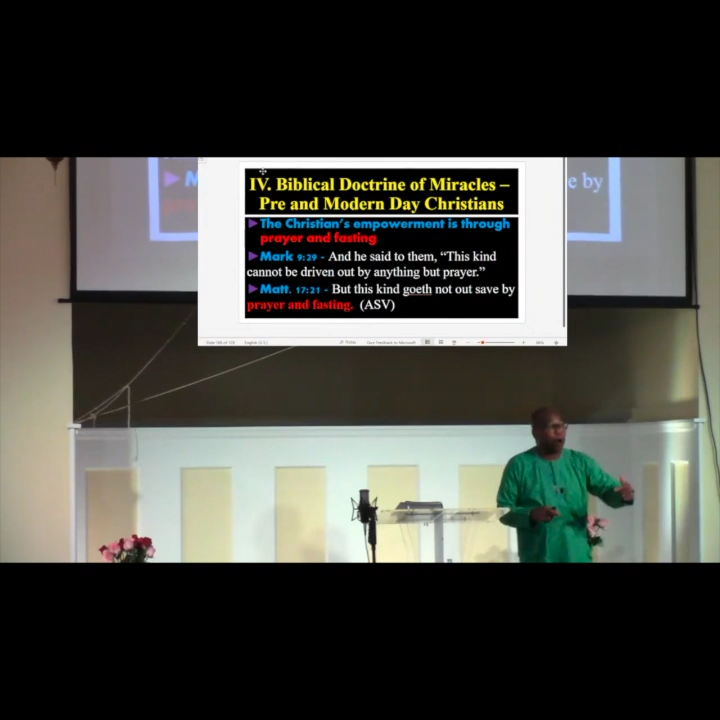 IV. Biblical Doctrine of Miracles –
Pre and Modern Day Christians
The Christian's empowerment is through
prayer and fasting
Mark 9:29 - And he said to them, “This kind
cannot be driven out by anything but prayer.”
Matt. 17:21 - But this kind goeth not out save by
prayer and fasting. (ASV)
e by